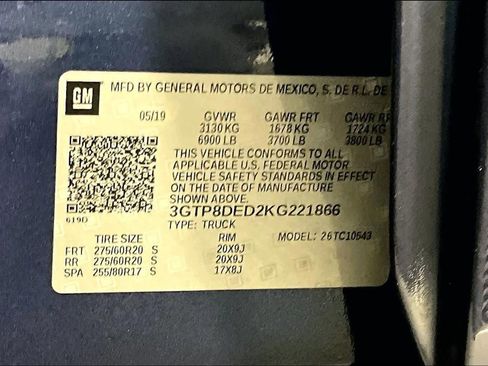 GM
MFD BY GENERAL MOTORS DE MEXICO, S. DE R.L. DE
05/19 GVWR GAWR FRT GAWR RR
3130 KG 1678 KG 1724 KG
6900 LB 3700 LB 3800 LB
THIS VEHICLE CONFORMS TO ALL
APPLICABLE U.S. FEDERAL MOTOR
VEHICLE SAFETY STANDARDS IN EFFECT
ON THE DATE OF MANUFACTURE
SHOWN ABOVE.
619D 3GTP8DED2KG221866
TYPE: TRUCK
TIRE SIZE RIM MODEL: 26TC10543
FRT 275/60R20 S 20X9J
RR 275/60R20 S 20X9J
SPA 255/80R17 S 17X8J